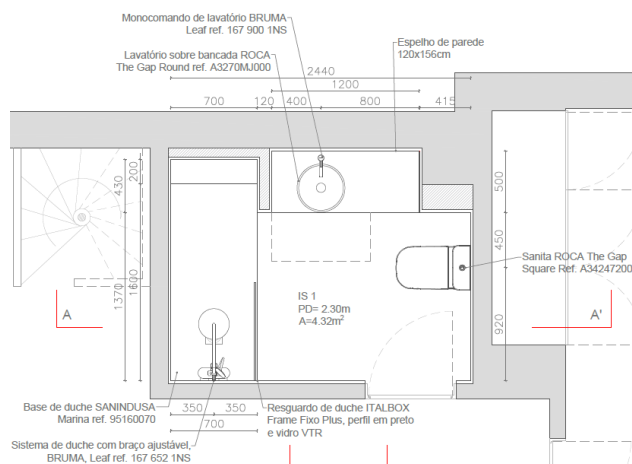 Monocomando de lavatório BRUMA
Leaf ref. 167 900 1NS
Lavatório sobre bancada ROCA
The Gap Round ref. A3270MJ000
Espelho de parede
120x156cm
2440
1200
700
120
400
800
415
430
200
1370
1600
500
450
920
Sanita ROCA The Gap
Square Ref. A34247200
IS 1
PD= 2.30m
A=4.32m²
A
A'
Base de duche SANINDUSA
Marina ref. 95160070
350
350
700
Resguardo de duche ITALBOX
Frame Fixo Plus, perfil em preto
e vidro VTR
Sistema de duche com braço ajustável,
BRUMA, Leaf ref. 167 652 1NS